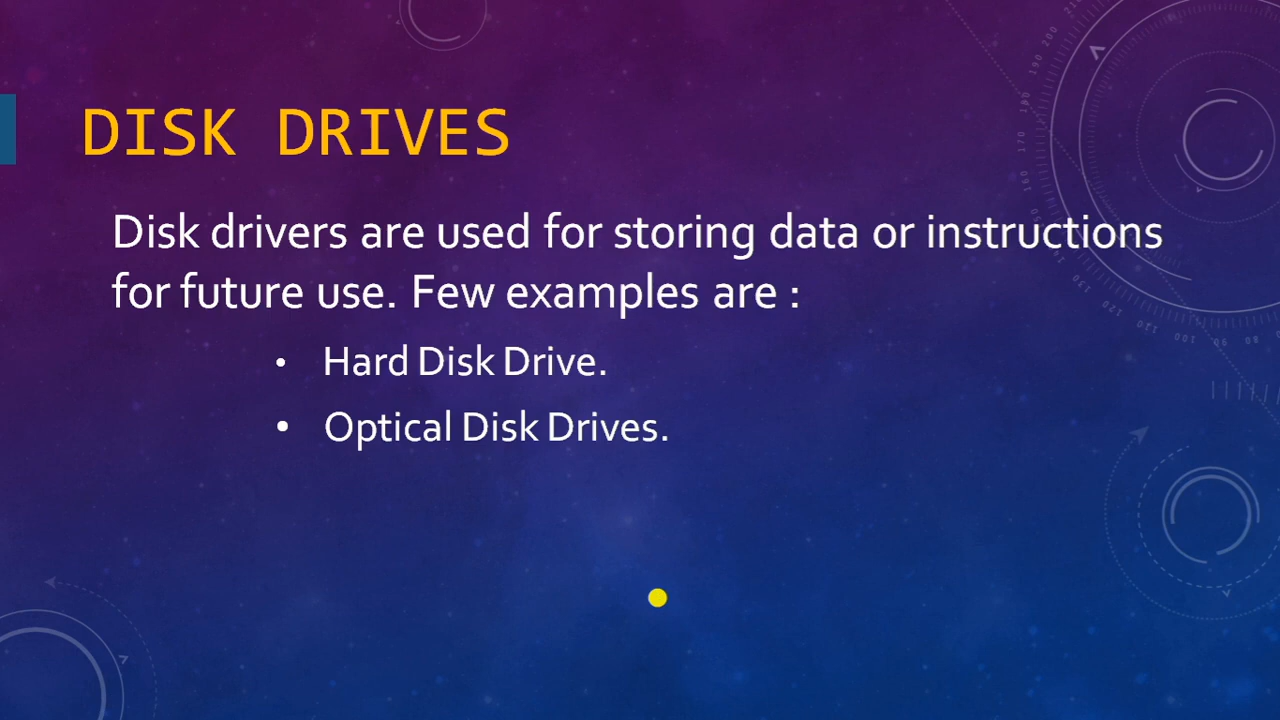 DISK DRIVES
Disk drivers are used for storing data or instructions
for future use. Few examples are :
• Hard Disk Drive.
• Optical Disk Drives.